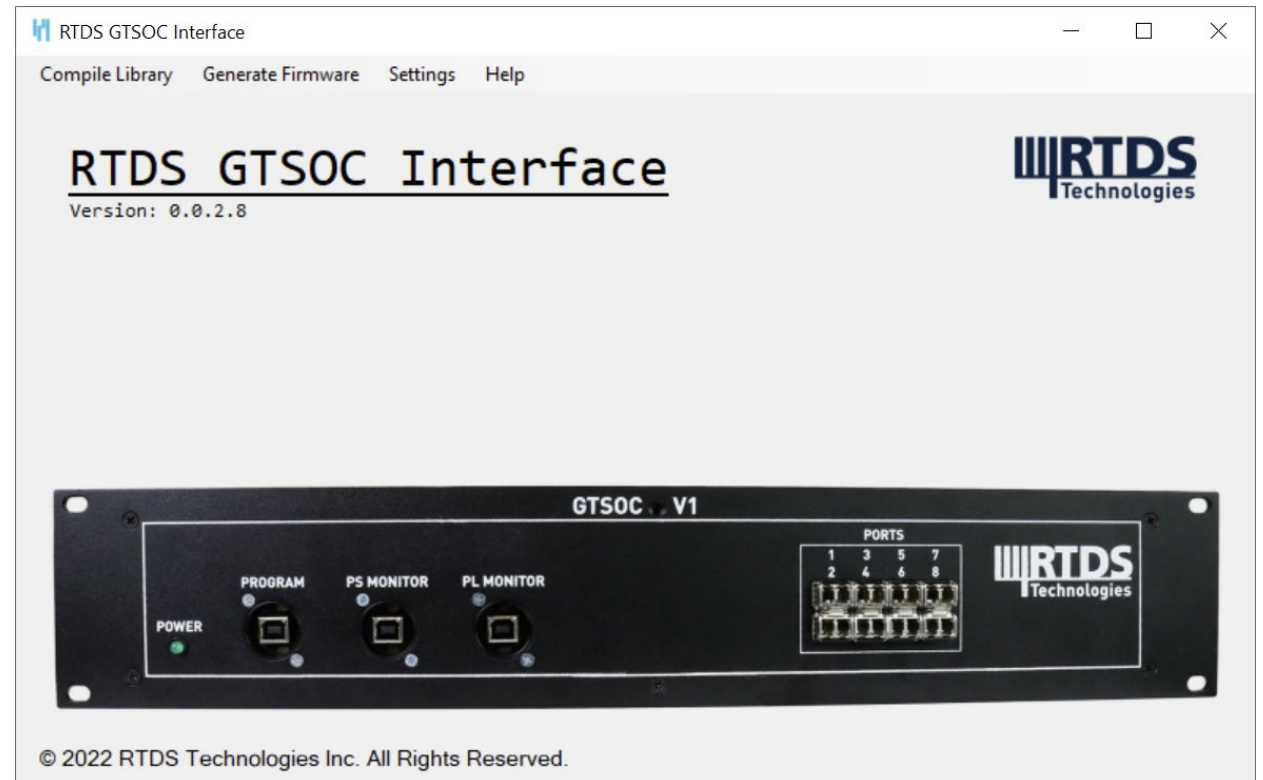 RTDS GTSOC Interface
Compile Library Generate Firmware Settings Help
RTDS GTSOC Interface
Version: 0.0.2.8
RTDS
Technologies
GTSOC V1
PORTS
1 3 5 7
2 4 6 8
PROGRAM PS MONITOR PL MONITOR
POWER
RTDS
Technologies
© 2022 RTDS Technologies Inc. All Rights Reserved.